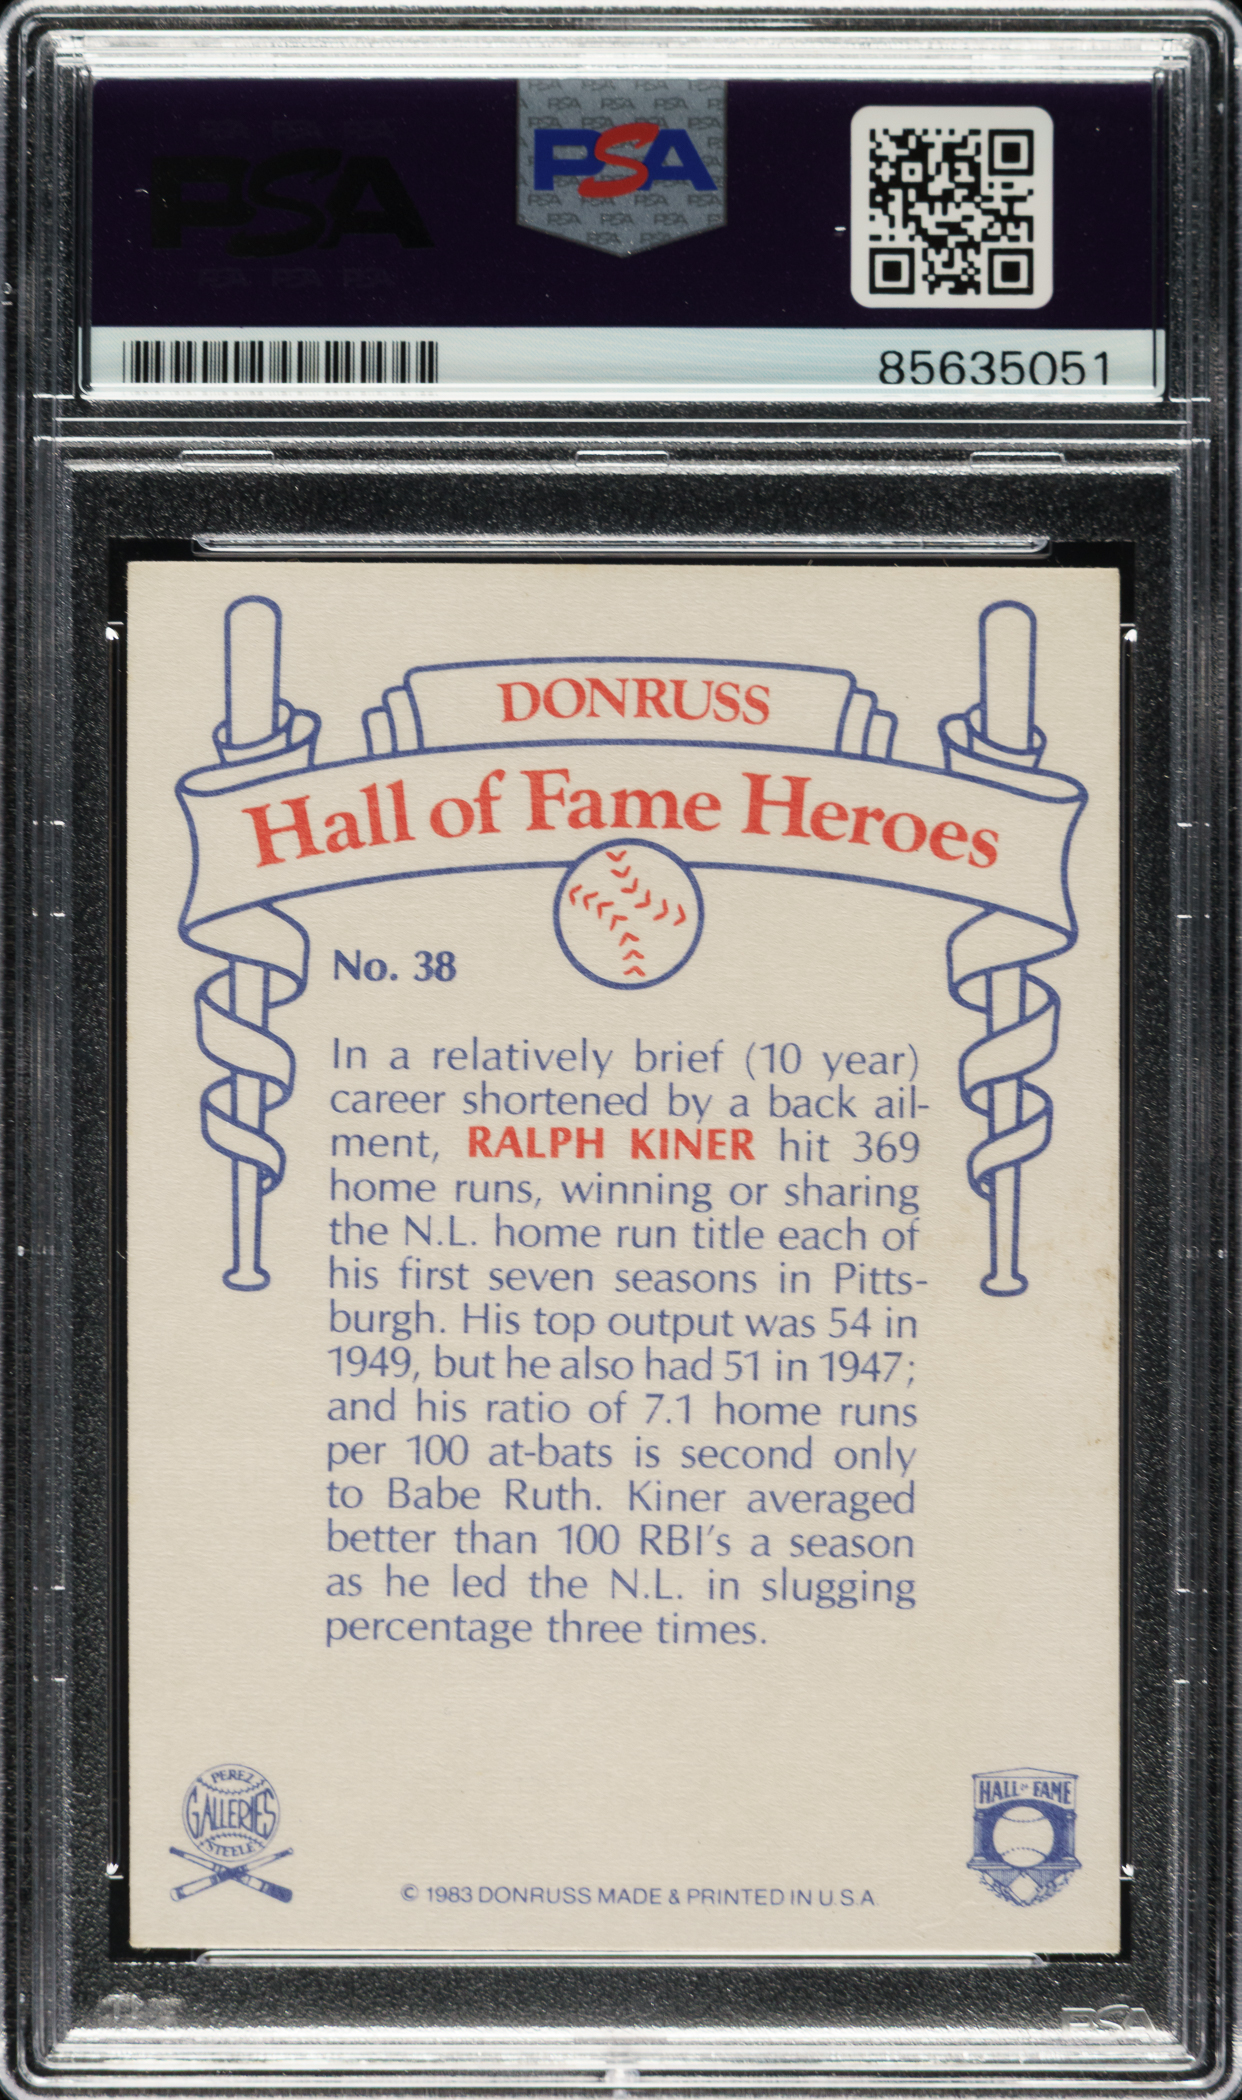 PSA
85635051
DONRUSS
Hall of Fame Heroes
No. 38
In a relatively brief (10 year)
career shortened by a back ail-
ment, RALPH KINER hit 369
home runs, winning or sharing
the N.L. home run title each of
his first seven seasons in Pitts-
burgh. His top output was 54 in
1949, but he also had 51 in 1947;
and his ratio of 7.1 home runs
per 100 at-bats is second only
to Babe Ruth. Kiner averaged
better than 100 RBI's a season
as he led the N.L. in slugging
percentage three times.
PEREZ
GALLERIES
STEELE
HALL OF FAME
© 1983 DONRUSS MADE & PRINTED IN U.S.A.
PSA